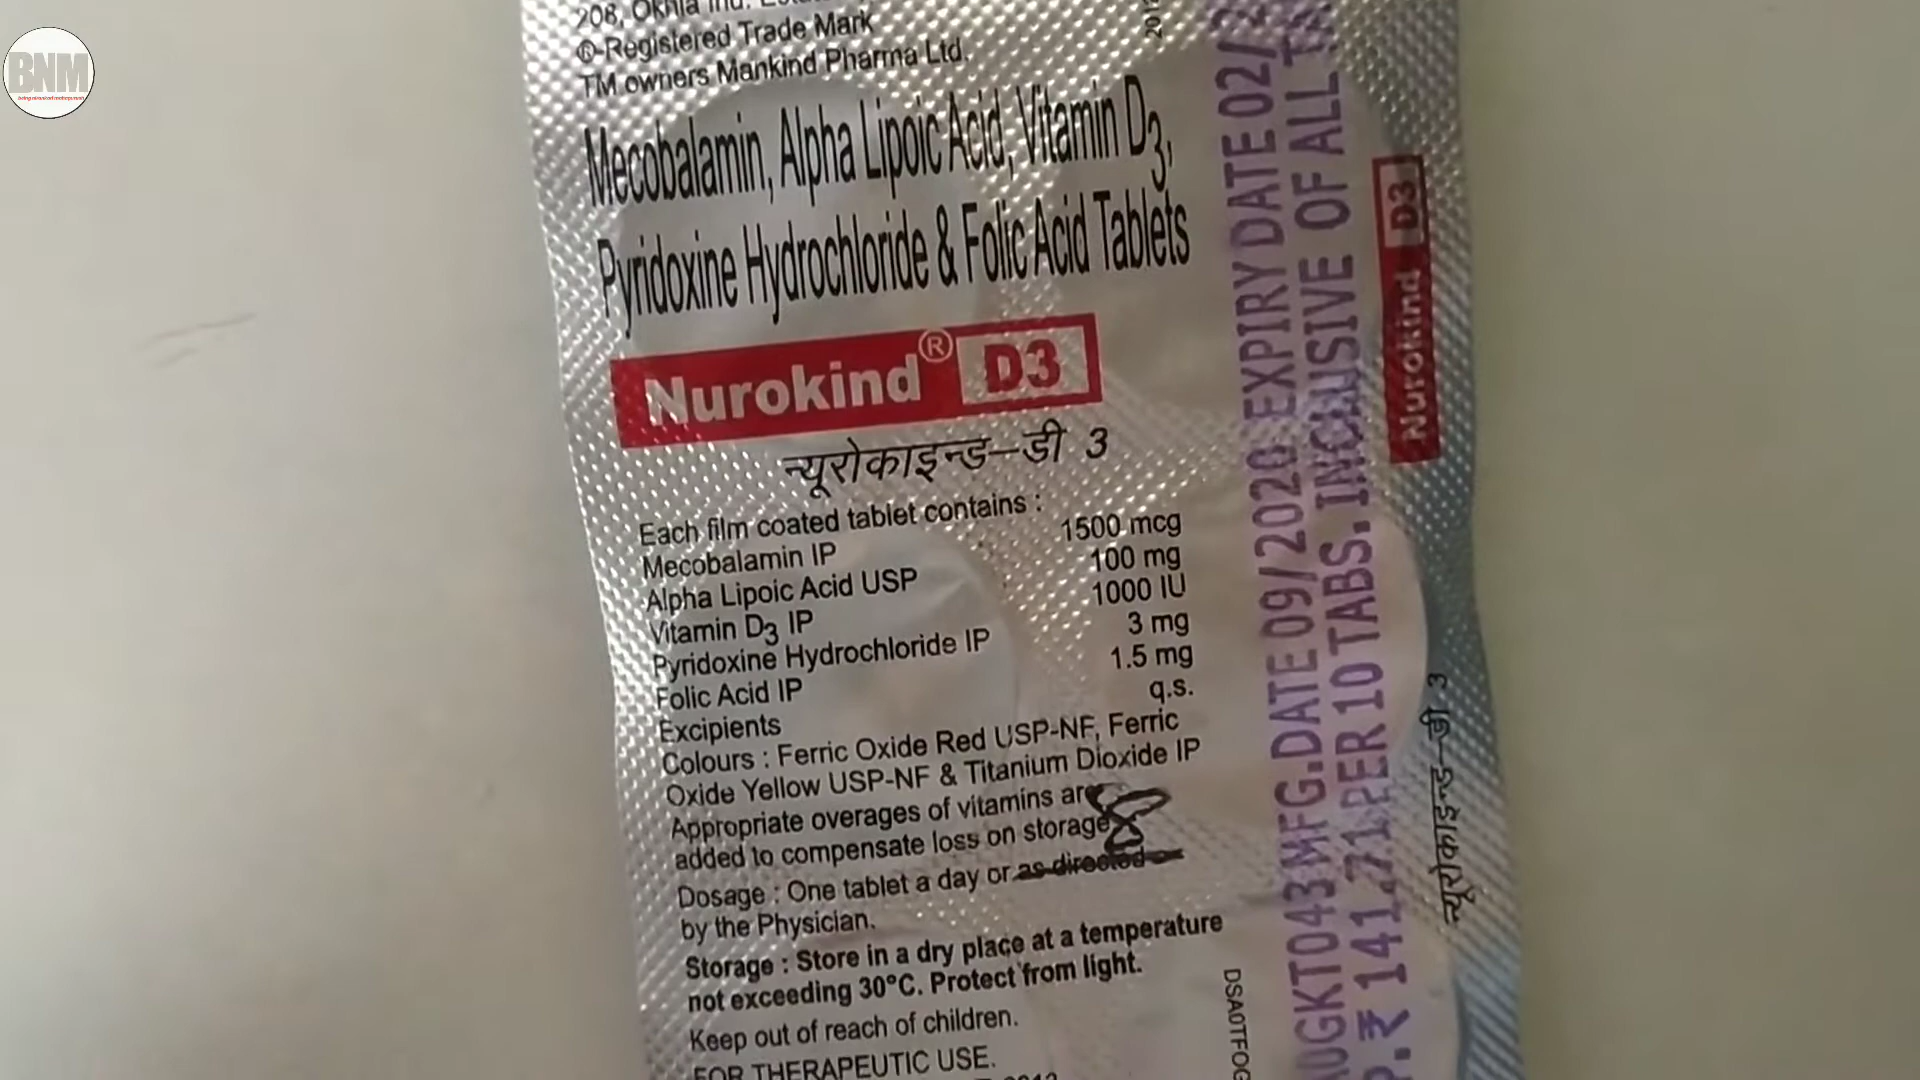 BNM
208, Okhla Ind.
®-Registered Trade Mark
TM owners Mankind Pharma Ltd.
Mecobalamin, Alpha Lipoic Acid, Vitamin D3,
Pyridoxine Hydrochloride & Folic Acid Tablets
Nurokind® D3
न्यूरोकाइन्ड–डी 3
Each film coated tablet contains :
Mecobalamin IP 1500 mcg
Alpha Lipoic Acid USP 100 mg
Vitamin D3 IP 1000 IU
Pyridoxine Hydrochloride IP 3 mg
Folic Acid IP 1.5 mg
Excipients q.s.
Colours : Ferric Oxide Red USP-NF, Ferric
Oxide Yellow USP-NF & Titanium Dioxide IP
Appropriate overages of vitamins are
added to compensate loss on storage
Dosage : One tablet a day or as directed
by the Physician.
Storage : Store in a dry place at a temperature
not exceeding 30°C. Protect from light.
Keep out of reach of children.
FOR THERAPEUTIC USE.
GKT043 MFG.DATE 09/2020 EXPIRY DATE 02/
P. ₹ 141.71 PER 10 TABS. INCLUSIVE OF ALL
Nurokind D3
न्यूरोकाइन्ड–डी 3